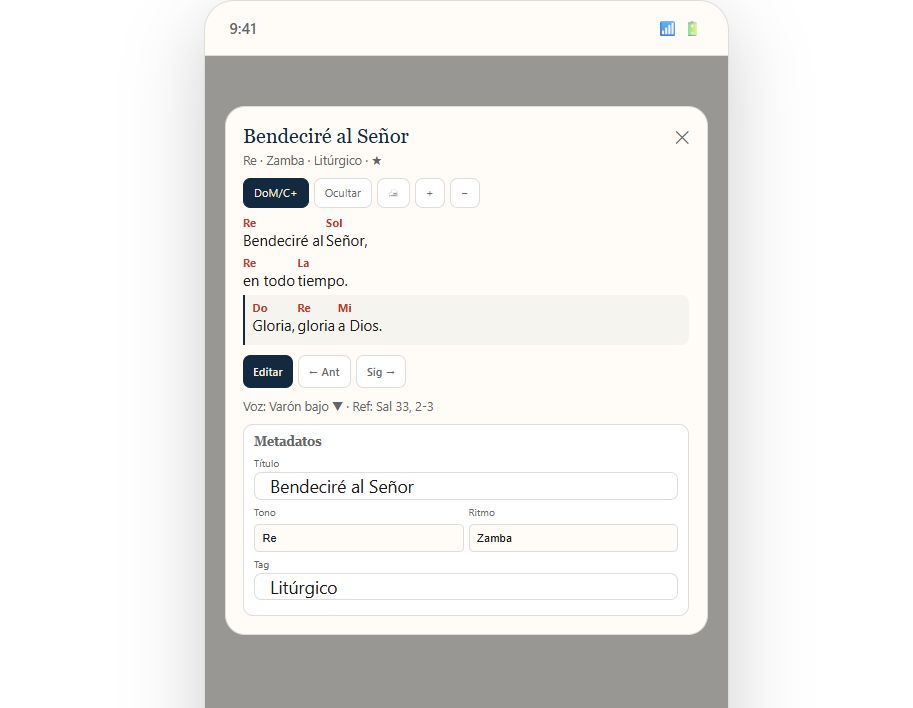 9:41
Bendeciré al Señor
Re · Zamba · Litúrgico · ★
DoM/C+ Ocultar + −
Re Sol
Bendeciré al Señor,
Re La
en todo tiempo.
Do Re Mi
Gloria, gloria a Dios.
Editar ← Ant Sig →
Voz: Varón bajo ▼ · Ref: Sal 33, 2-3
Metadatos
Título
Bendeciré al Señor
Tono Ritmo
Re Zamba
Tag
Litúrgico